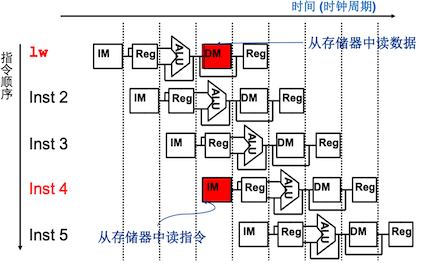 时间 (时钟周期)
指令顺序
lw
IM Reg ALU DM Reg
从存储器中读数据
Inst 2
IM Reg ALU DM Reg
Inst 3
IM Reg ALU DM Reg
Inst 4
IM Reg ALU DM Reg
从存储器中读指令
Inst 5
IM Reg ALU DM Reg